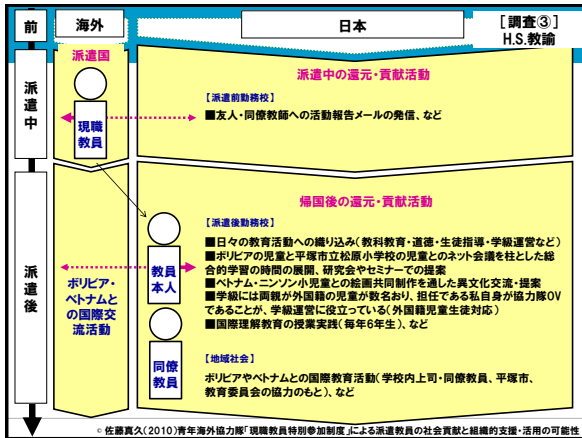 前
海外
日本
[調査③]
H.S.教諭
派遣中
派遣国
現職
教員
派遣中の還元・貢献活動
【派遣前勤務校】
■友人・同僚教師への活動報告メールの発信、など
派遣後
ボリビア・
ベトナムと
の国際交
流活動
教員
本人
同僚
教員
帰国後の還元・貢献活動
【派遣後勤務校】
■日々の教育活動への織り込み(教科教育・道徳・生徒指導・学級運営など)
■ボリビアの児童と平塚市立松原小学校の児童とのネット会議を柱とした総
合的学習の時間の展開、研究会やセミナーでの提案
■ベトナム・ニンソン小児童との絵画共同制作を通した異文化交流・提案
■学級には両親が外国籍の児童が数名おり、担任である私自身が協力隊OV
であることが、学級運営に役立っている(外国籍児童生徒対応)
■国際理解教育の授業実践(毎年6年生)、など
【地域社会】
ボリビアやベトナムとの国際教育活動(学校内上司・同僚教員、平塚市、
教育委員会の協力のもと)、など
© 佐藤真久(2010)青年海外協力隊「現職教員特別参加制度」による派遣教員の社会貢献と組織的支援・活用の可能性